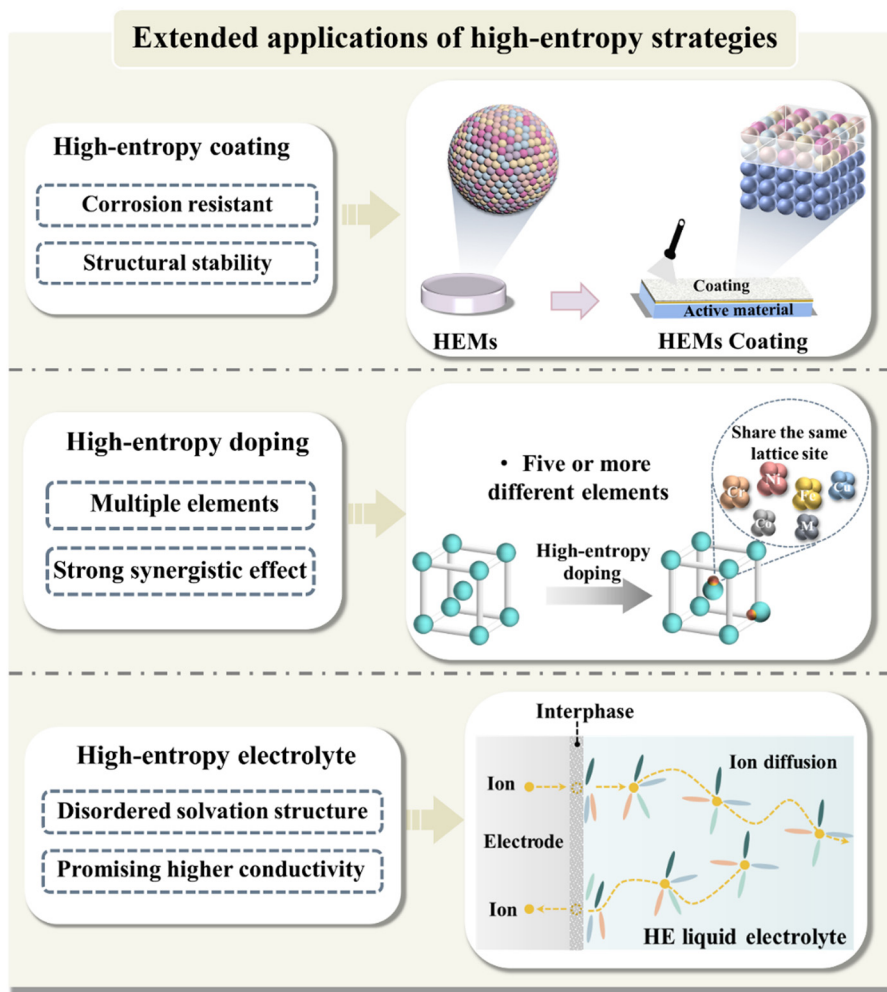 Extended applications of high-entropy strategies
High-entropy coating
Corrosion resistant
Structural stability
Coating
Active material
HEMs
HEMs Coating
High-entropy doping
Multiple elements
Strong synergistic effect
• Five or more
different elements
Share the same
lattice site
Cr
Ni
Fe
Cu
Co
M
High-entropy
doping
High-entropy electrolyte
Disordered solvation structure
Promising higher conductivity
Interphase
Ion
Ion diffusion
Electrode
Ion
HE liquid electrolyte